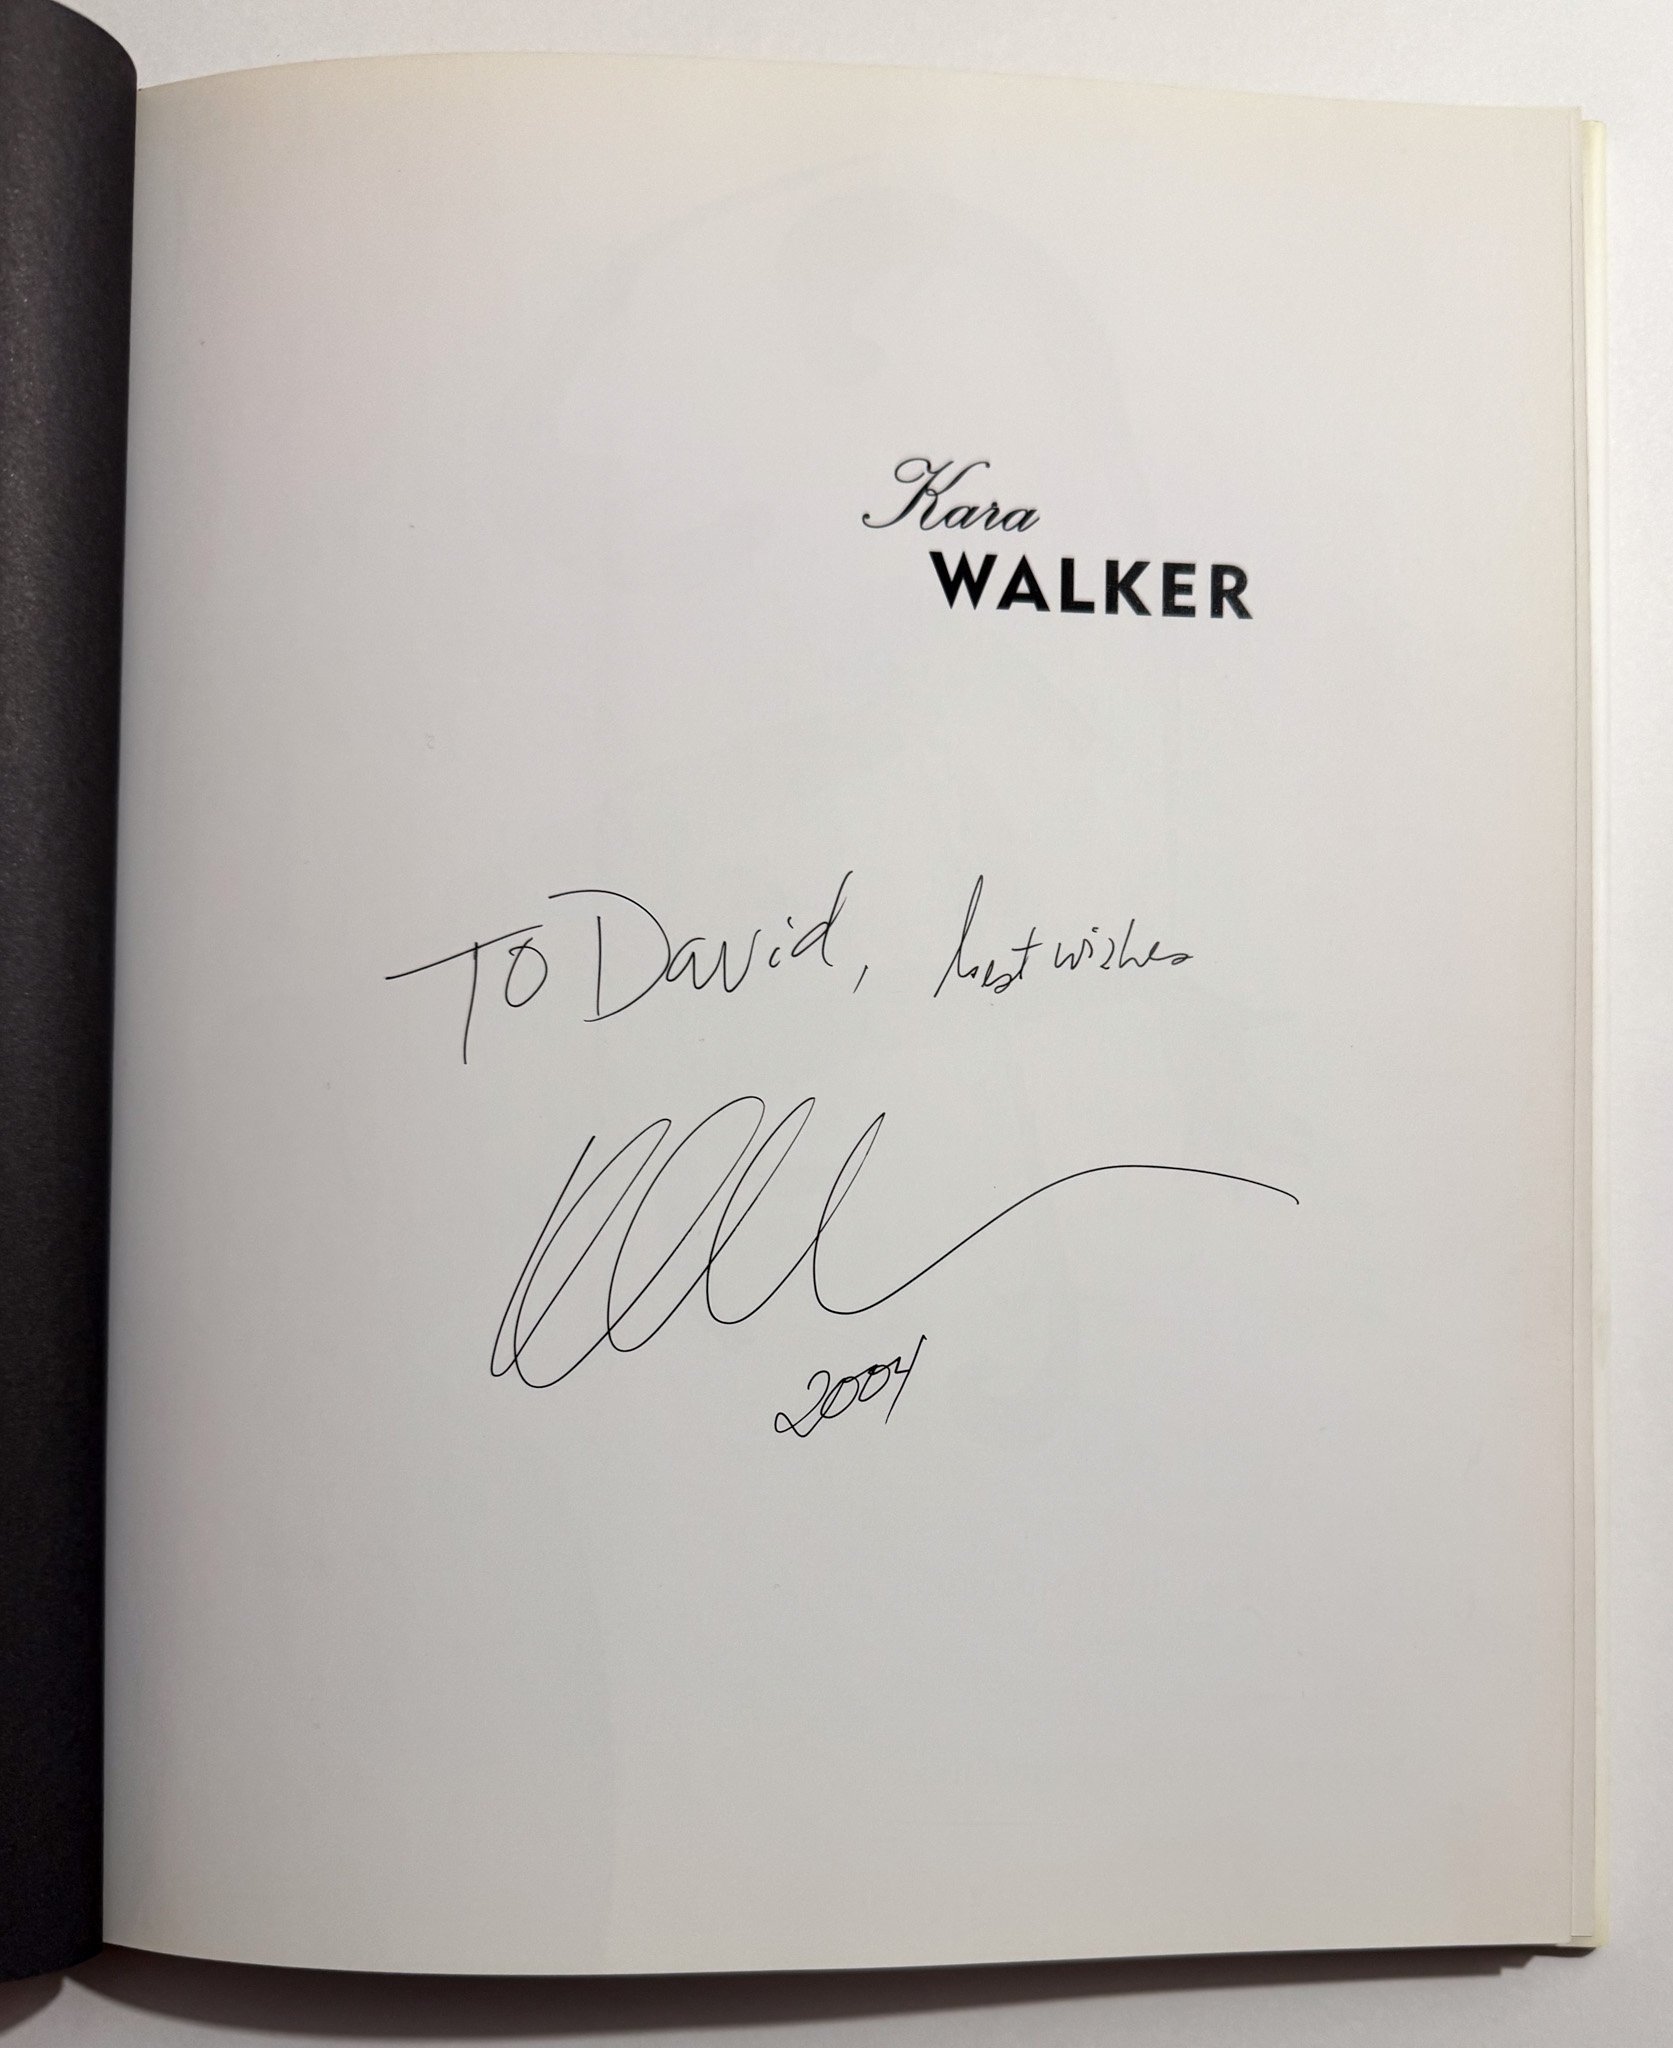 Kara
WALKER
To David, best wishes
2004